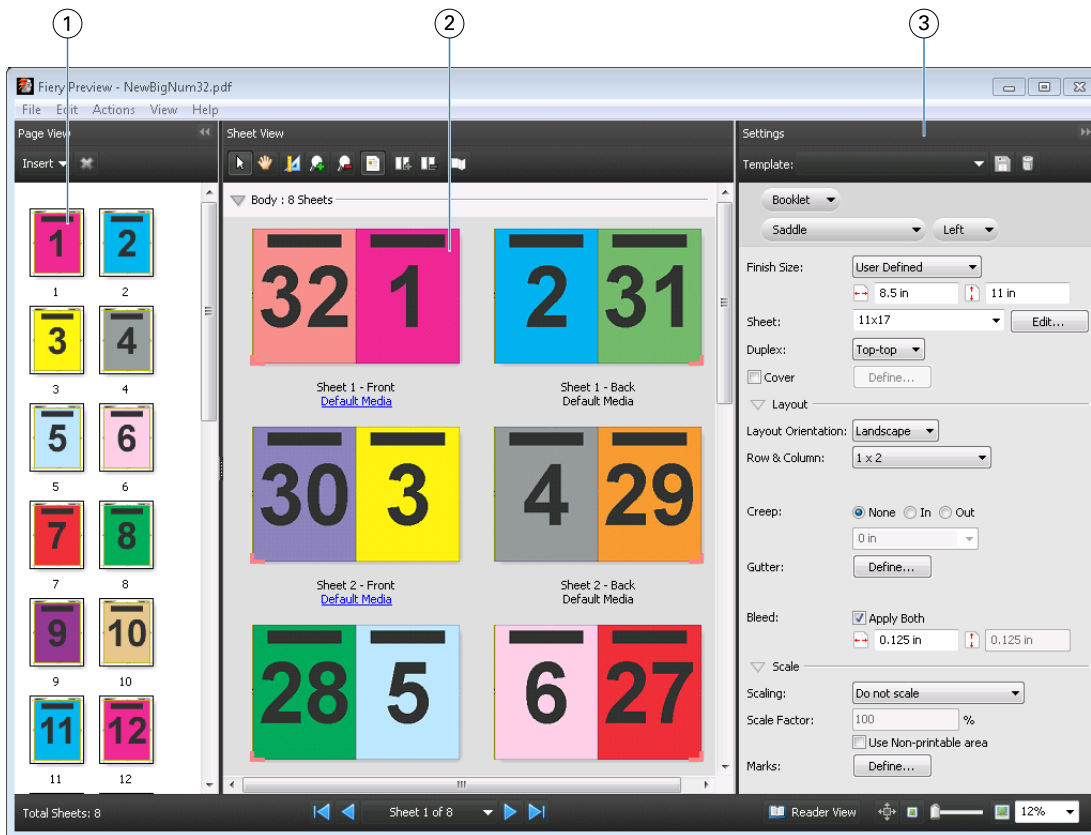 1
2
3
Fiery Preview - NewBigNum32.pdf
File Edit Actions View Help
Page View
Insert
1 2
1 2
3 4
3 4
5 6
5 6
7 8
7 8
9 10
9 10
11 12
11 12
Sheet View
Body : 8 Sheets
32 1 2 31
Sheet 1 - Front Sheet 1 - Back
Default Media Default Media
30 3 4 29
Sheet 2 - Front Sheet 2 - Back
Default Media Default Media
28 5 6 27
Settings
Template:
Booklet
Saddle Left
Finish Size: User Defined
8.5 in 11 in
Sheet: 11x17 Edit...
Duplex: Top-top
Cover Define...
Layout
Layout Orientation: Landscape
Row & Column: 1 x 2
Creep: None In Out
0 in
Gutter: Define...
Bleed: Apply Both
0.125 in 0.125 in
Scale
Scaling: Do not scale
Scale Factor: 100 %
Use Non-printable area
Marks: Define...
Total Sheets: 8 Sheet 1 of 8 Reader View 12%